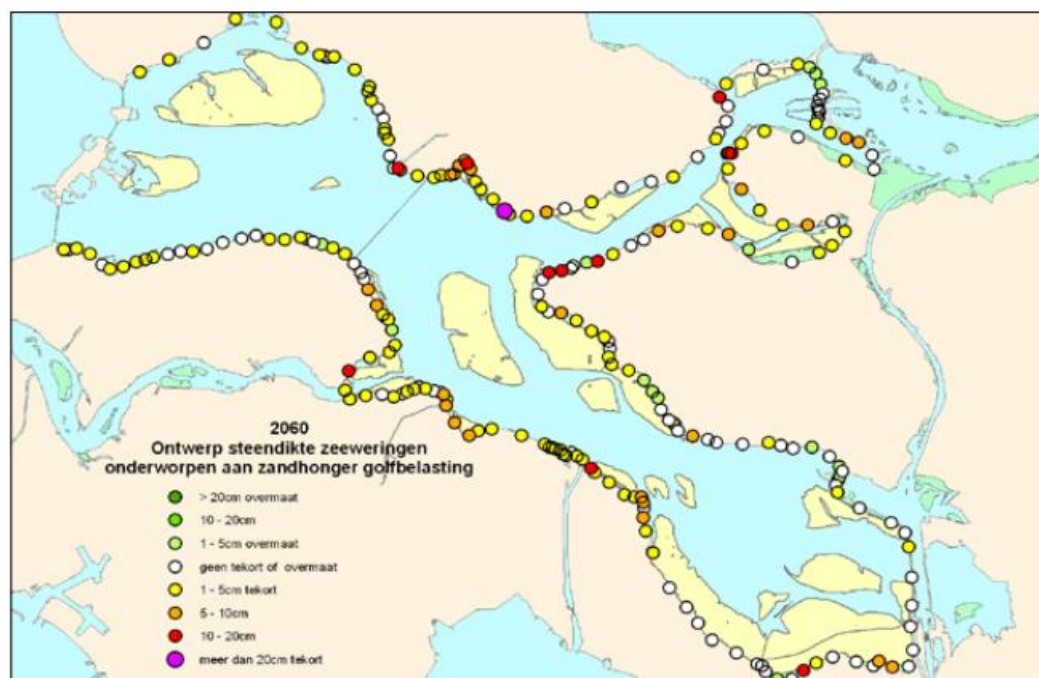 2060
Ontwerp steendikte zeeweringen
onderworpen aan zandhonger golfbelasting
> 20cm overmaat
10 - 20cm
1 - 5cm overmaat
geen tekort of overmaat
1 - 5cm tekort
5 - 10cm
10 - 20cm
meer dan 20cm tekort